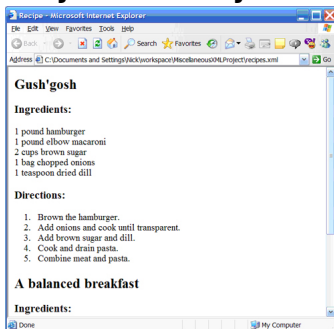 Recipe - Microsoft Internet Explorer
File Edit View Favorites Tools Help
Back Search Favorites
Address C:\Documents and Settings\Nick\workspace\MiscellaneousXMLProject\recipes.xml Go
Gush'gosh
Ingredients:
1 pound hamburger
1 pound elbow macaroni
2 cups brown sugar
1 bag chopped onions
1 teaspoon dried dill
Directions:
1. Brown the hamburger.
2. Add onions and cook until transparent.
3. Add brown sugar and dill.
4. Cook and drain pasta.
5. Combine meat and pasta.
A balanced breakfast
Ingredients:
Done My Computer